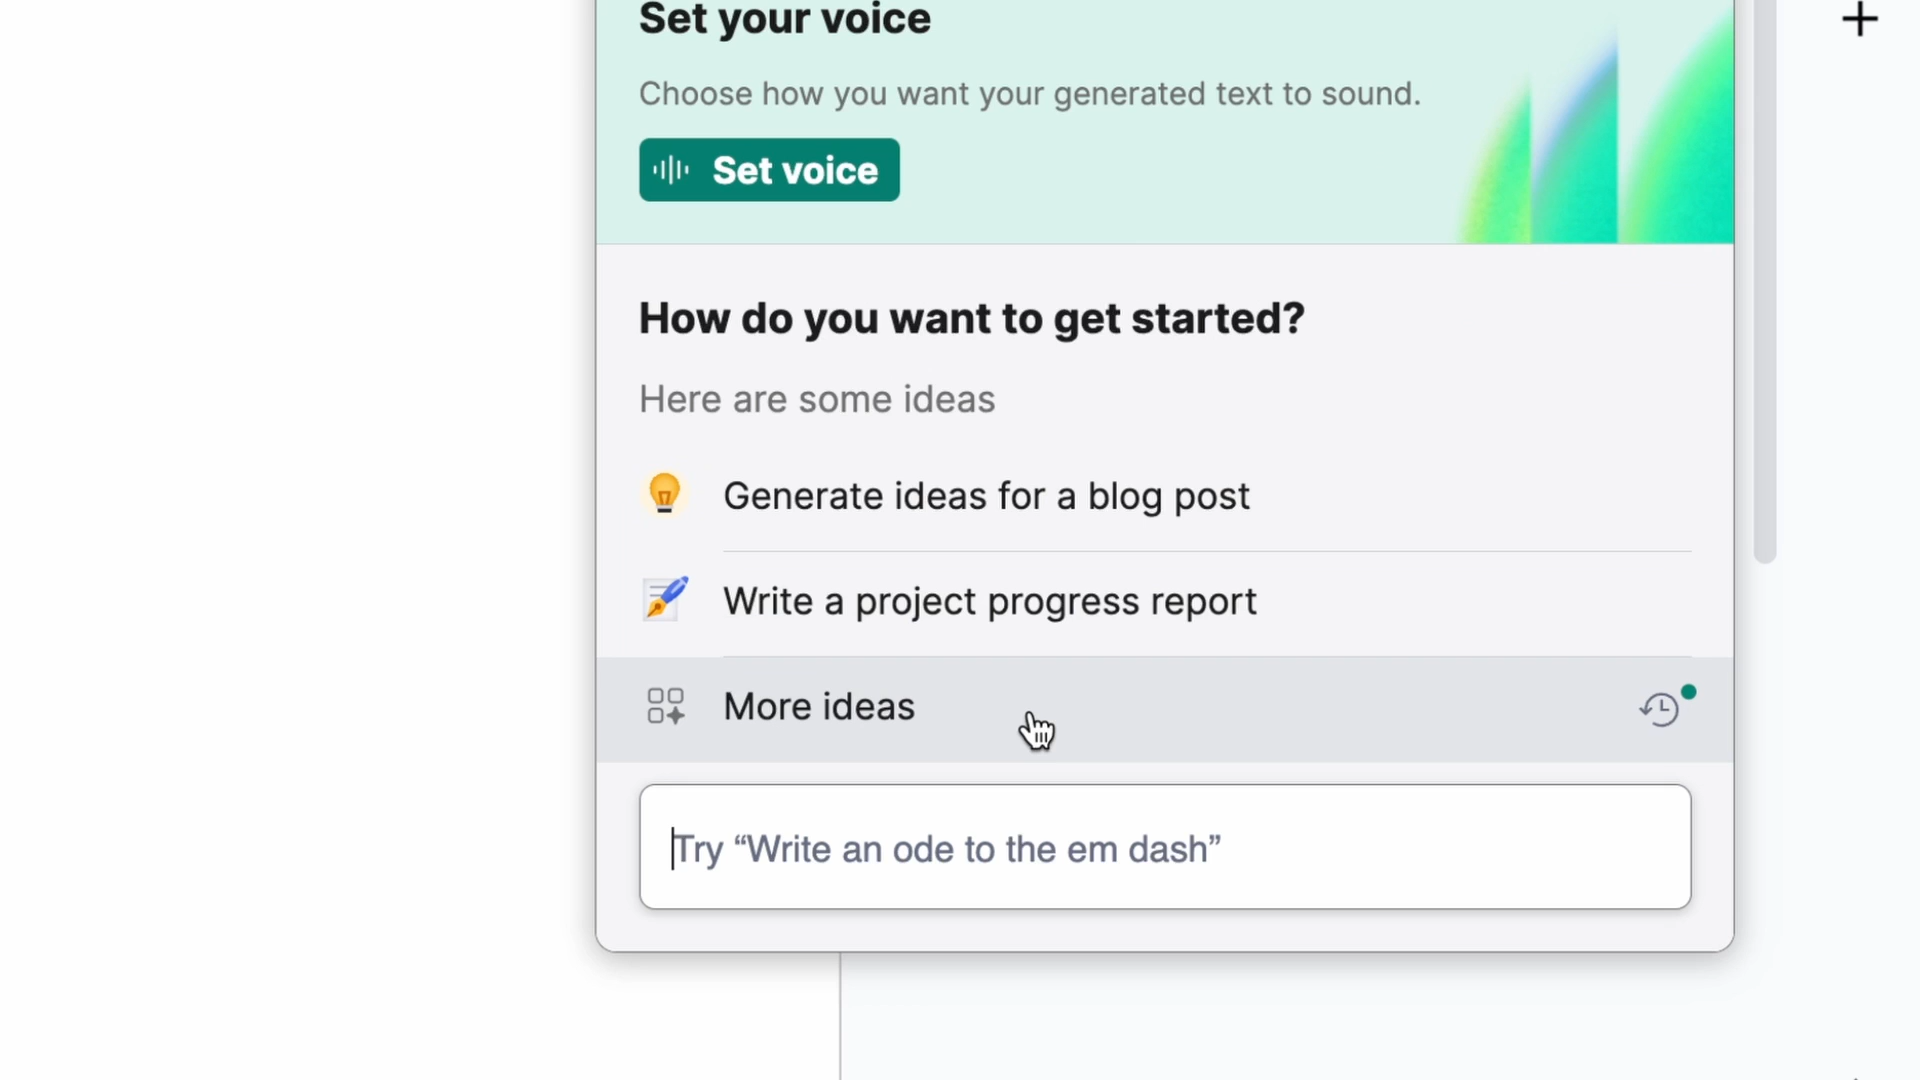 Set your voice
Choose how you want your generated text to sound.
Set voice
How do you want to get started?
Here are some ideas
Generate ideas for a blog post
Write a project progress report
More ideas
Try “Write an ode to the em dash”